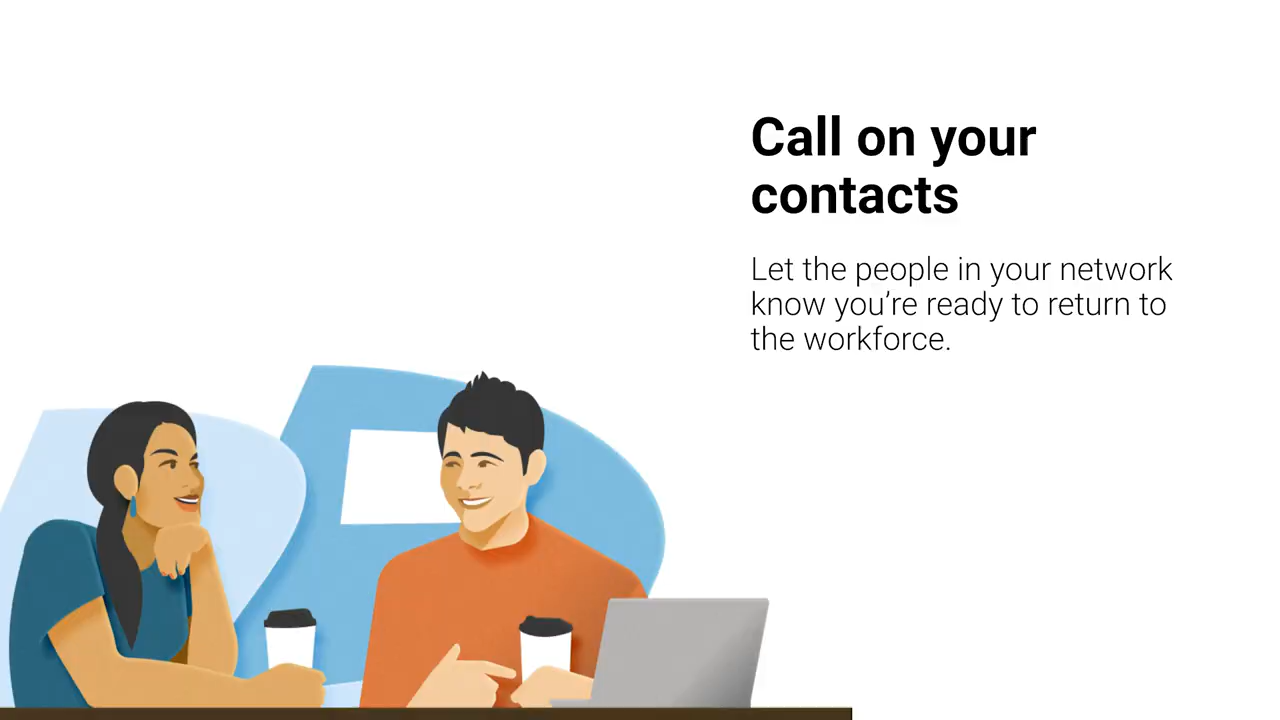 Call on your
contacts
Let the people in your network
know you’re ready to return to
the workforce.